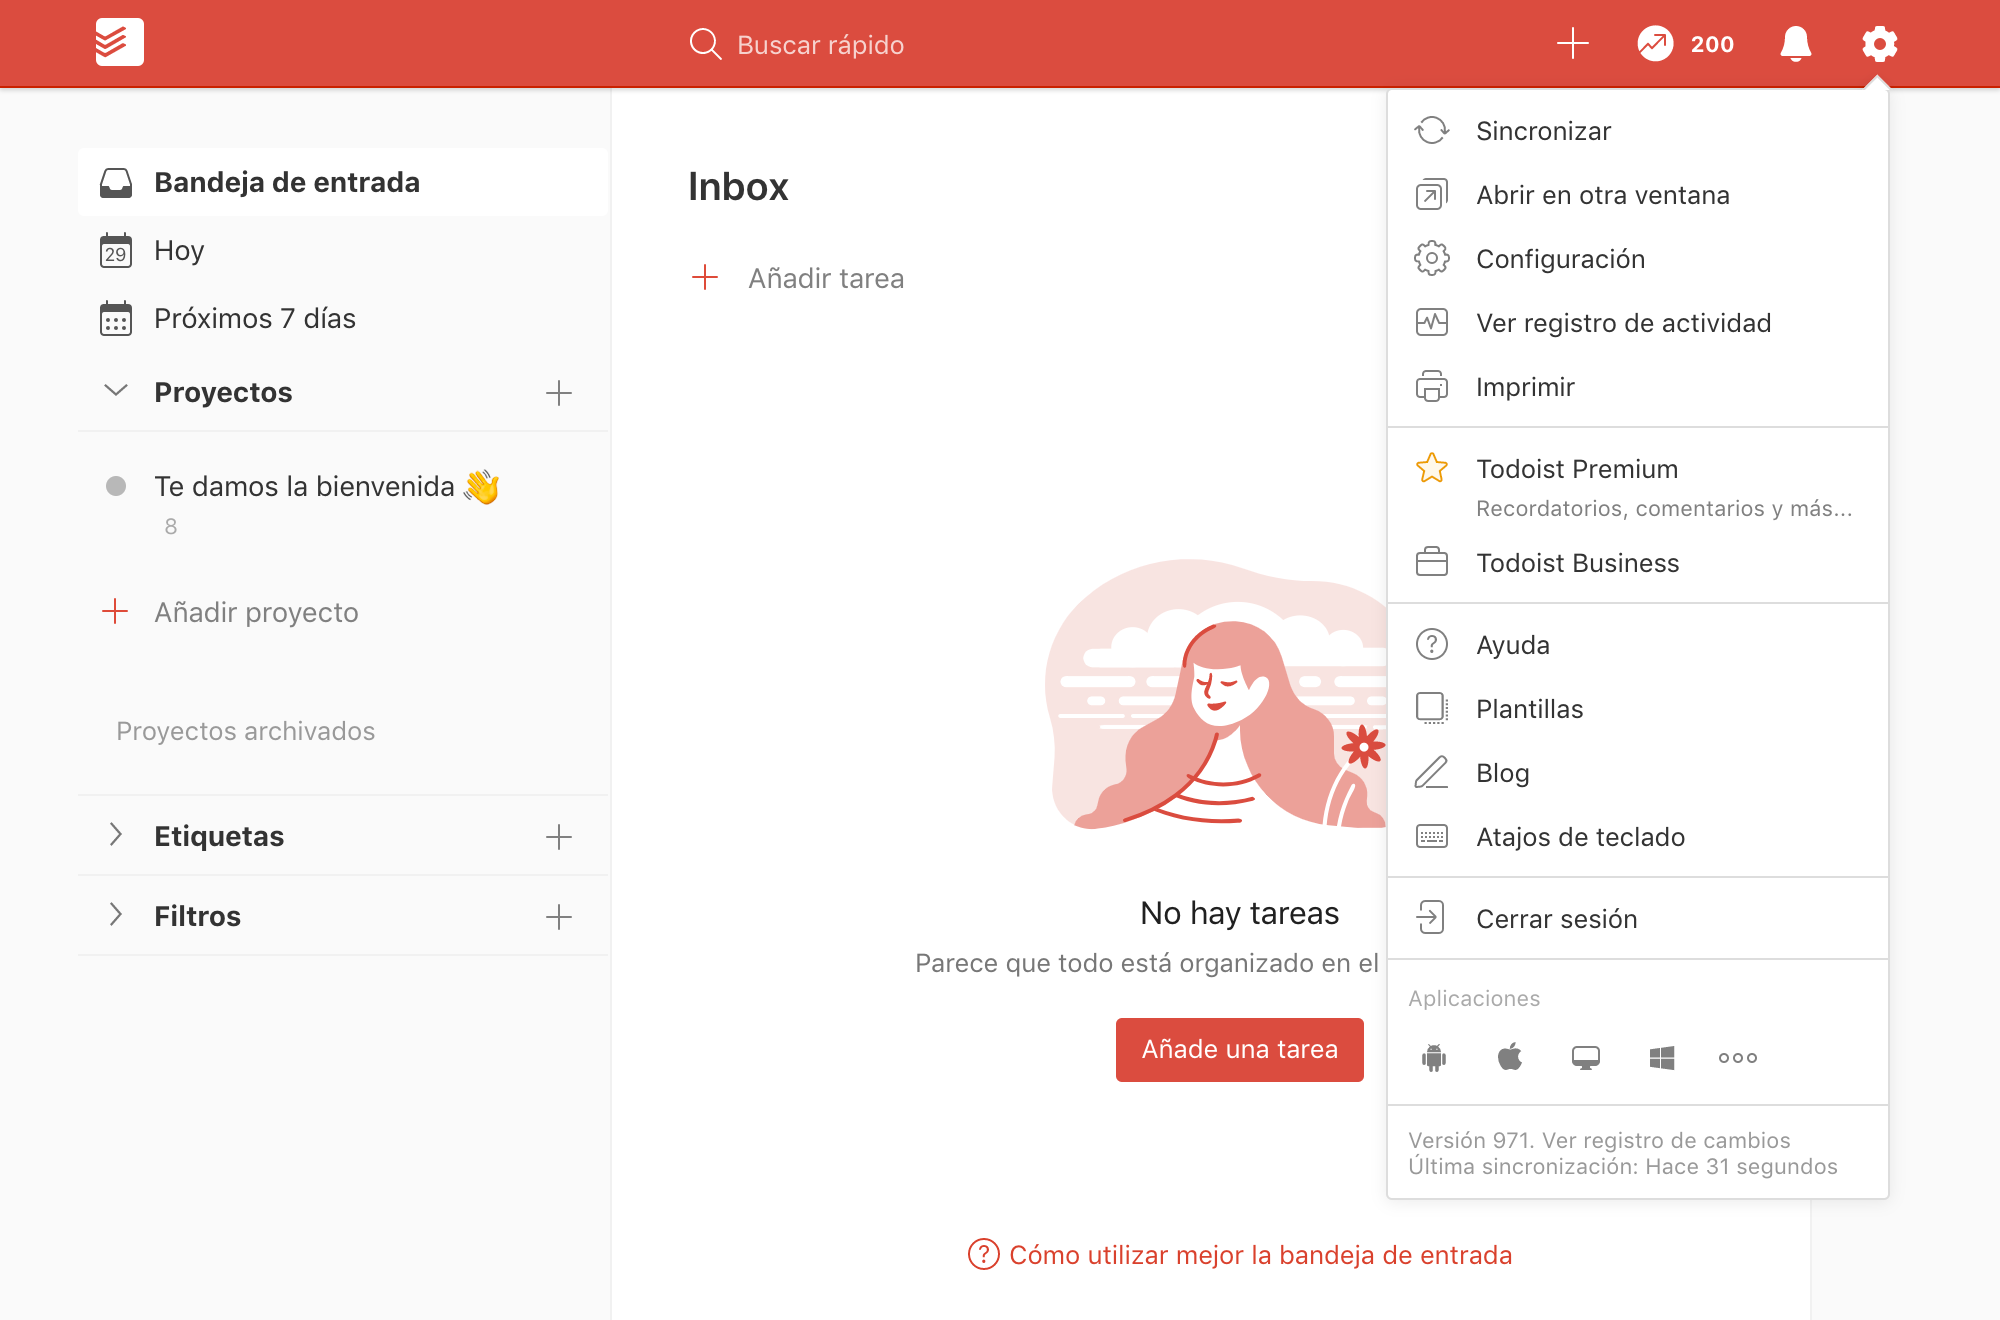 Buscar rápido
200
Bandeja de entrada
29
Hoy
Próximos 7 días
Proyectos
Te damos la bienvenida 👋
8
Añadir proyecto
Proyectos archivados
Etiquetas
Filtros
Inbox
Añadir tarea
No hay tareas
Parece que todo está organizado en el
Añade una tarea
Cómo utilizar mejor la bandeja de entrada
Sincronizar
Abrir en otra ventana
Configuración
Ver registro de actividad
Imprimir
Todoist Premium
Recordatorios, comentarios y más...
Todoist Business
Ayuda
Plantillas
Blog
Atajos de teclado
Cerrar sesión
Aplicaciones
Versión 971. Ver registro de cambios
Última sincronización: Hace 31 segundos